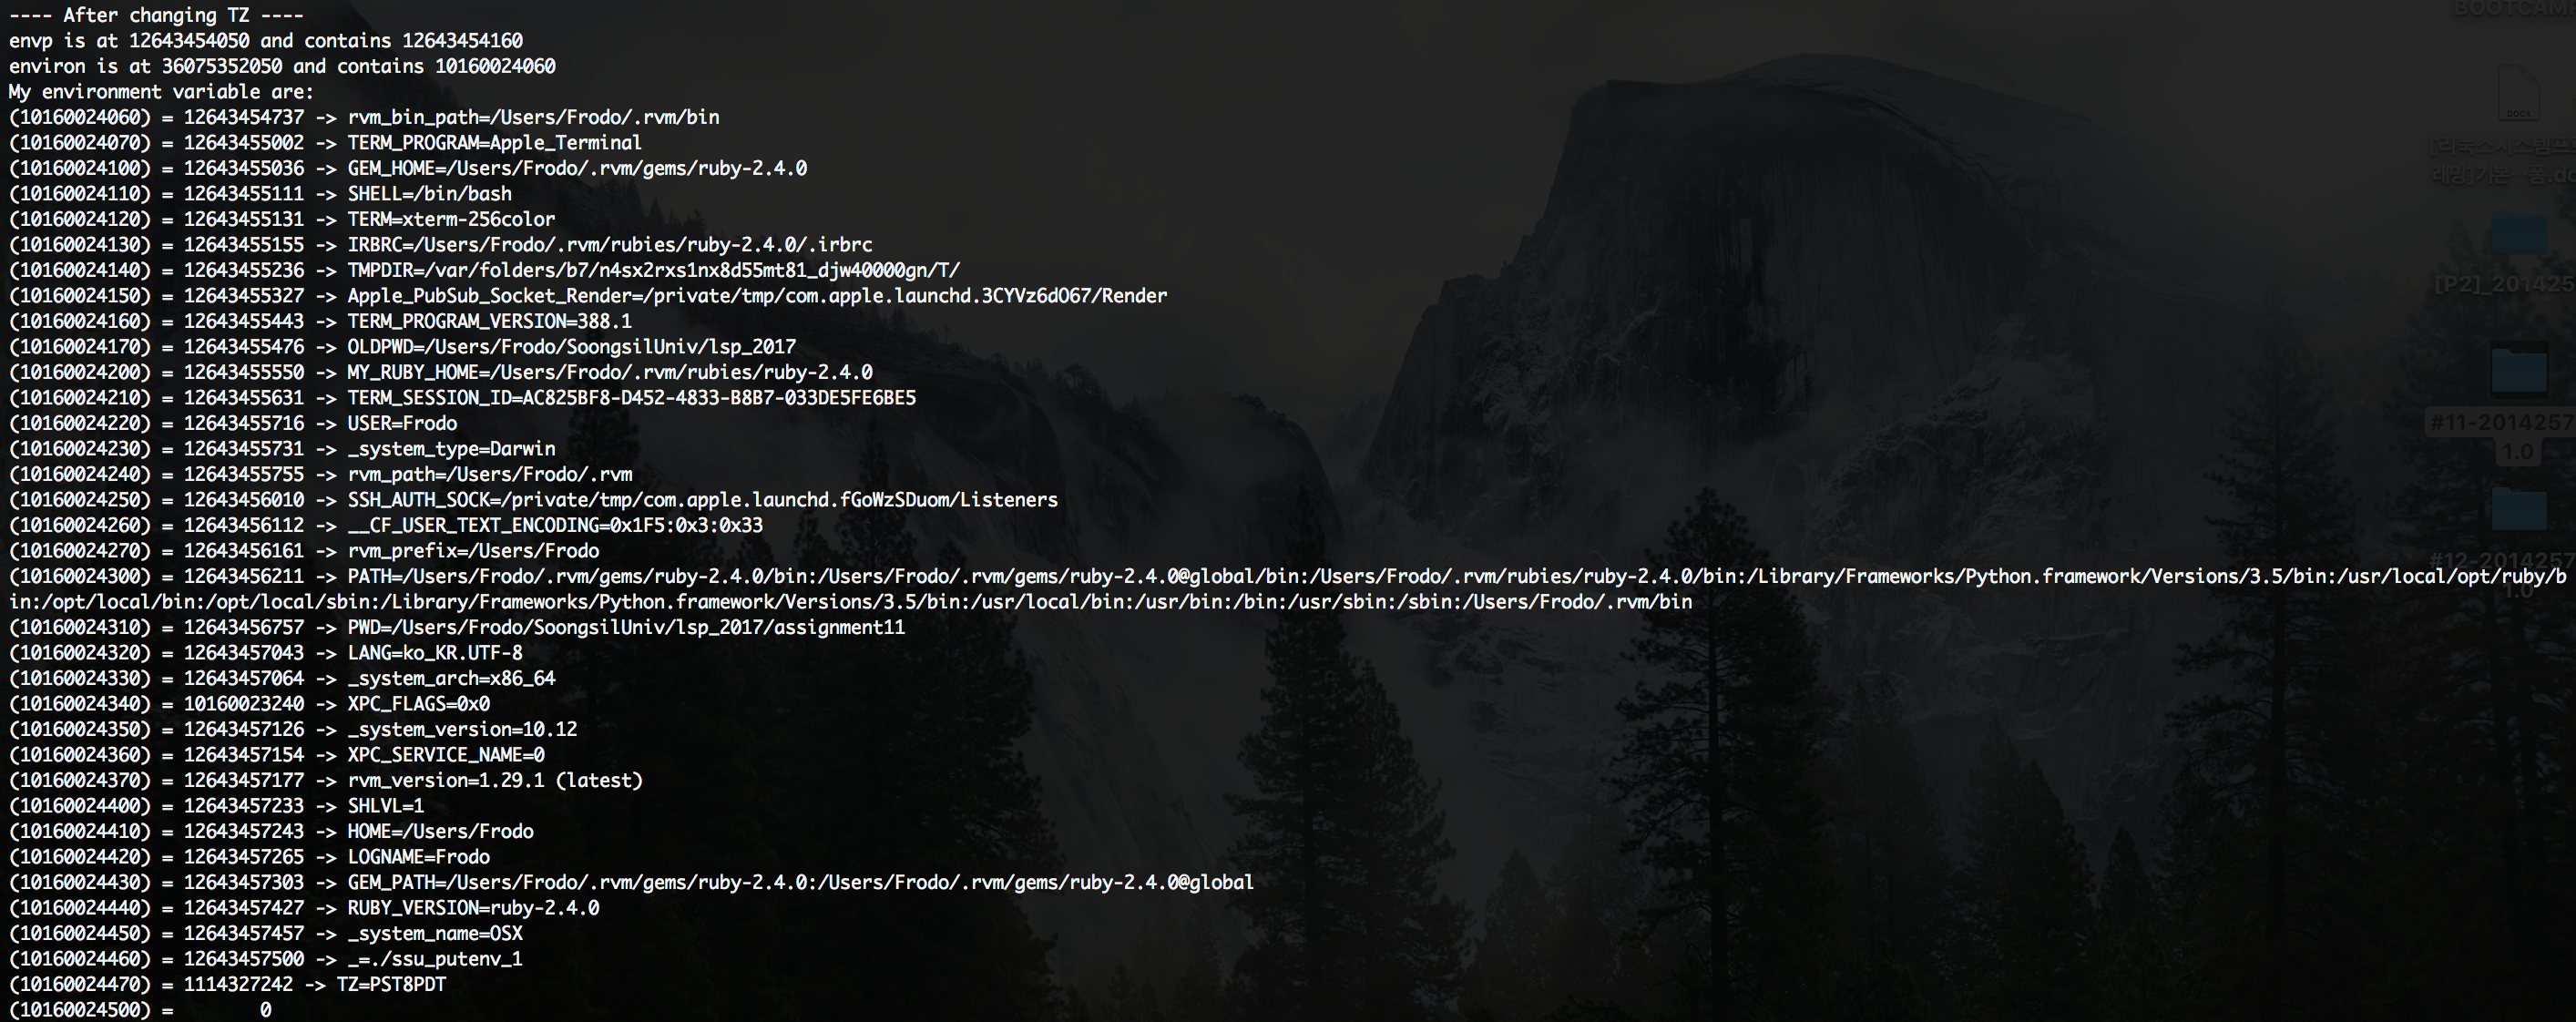 ---- After changing TZ ----
envp is at 12643454050 and contains 12643454160
environ is at 36075352050 and contains 10160024060
My environment variable are:
(10160024060) = 12643454737 -> rvm_bin_path=/Users/Frodo/.rvm/bin
(10160024070) = 12643455002 -> TERM_PROGRAM=Apple_Terminal
(10160024100) = 12643455036 -> GEM_HOME=/Users/Frodo/.rvm/gems/ruby-2.4.0
(10160024110) = 12643455111 -> SHELL=/bin/bash
(10160024120) = 12643455131 -> TERM=xterm-256color
(10160024130) = 12643455155 -> IRBRC=/Users/Frodo/.rvm/rubies/ruby-2.4.0/.irbrc
(10160024140) = 12643455236 -> TMPDIR=/var/folders/b7/n4sx2rxs1nx8d55mt81_djw40000gn/T/
(10160024150) = 12643455327 -> Apple_PubSub_Socket_Render=/private/tmp/com.apple.launchd.3CYVz6dO67/Render
(10160024160) = 12643455443 -> TERM_PROGRAM_VERSION=388.1
(10160024170) = 12643455476 -> OLDPWD=/Users/Frodo/SoongsilUniv/lsp_2017
(10160024200) = 12643455550 -> MY_RUBY_HOME=/Users/Frodo/.rvm/rubies/ruby-2.4.0
(10160024210) = 12643455631 -> TERM_SESSION_ID=AC825BF8-D452-4833-B8B7-033DE5FE6BE5
(10160024220) = 12643455716 -> USER=Frodo
(10160024230) = 12643455731 -> _system_type=Darwin
(10160024240) = 12643455755 -> rvm_path=/Users/Frodo/.rvm
(10160024250) = 12643456010 -> SSH_AUTH_SOCK=/private/tmp/com.apple.launchd.fGoWzSDuom/Listeners
(10160024260) = 12643456112 -> __CF_USER_TEXT_ENCODING=0x1F5:0x3:0x33
(10160024270) = 12643456161 -> rvm_prefix=/Users/Frodo
(10160024300) = 12643456211 -> PATH=/Users/Frodo/.rvm/gems/ruby-2.4.0/bin:/Users/Frodo/.rvm/gems/ruby-2.4.0@global/bin:/Users/Frodo/.rvm/rubies/ruby-2.4.0/bin:/Library/Frameworks/Python.framework/Versions/3.5/bin:/usr/local/opt/ruby/b
in:/opt/local/bin:/opt/local/sbin:/Library/Frameworks/Python.framework/Versions/3.5/bin:/usr/local/bin:/usr/bin:/bin:/usr/sbin:/sbin:/Users/Frodo/.rvm/bin
(10160024310) = 12643456757 -> PWD=/Users/Frodo/SoongsilUniv/lsp_2017/assignment11
(10160024320) = 12643457043 -> LANG=ko_KR.UTF-8
(10160024330) = 12643457064 -> _system_arch=x86_64
(10160024340) = 10160023240 -> XPC_FLAGS=0x0
(10160024350) = 12643457126 -> _system_version=10.12
(10160024360) = 12643457154 -> XPC_SERVICE_NAME=0
(10160024370) = 12643457177 -> rvm_version=1.29.1 (latest)
(10160024400) = 12643457233 -> SHLVL=1
(10160024410) = 12643457243 -> HOME=/Users/Frodo
(10160024420) = 12643457265 -> LOGNAME=Frodo
(10160024430) = 12643457303 -> GEM_PATH=/Users/Frodo/.rvm/gems/ruby-2.4.0:/Users/Frodo/.rvm/gems/ruby-2.4.0@global
(10160024440) = 12643457427 -> RUBY_VERSION=ruby-2.4.0
(10160024450) = 12643457457 -> _system_name=OSX
(10160024460) = 12643457500 -> _=./ssu_putenv_1
(10160024470) = 1114327242 -> TZ=PST8PDT
(10160024500) = 0
BOOTCAMP
DOCX
[P2]_201425
#11-2014257
1.0
#12-2014257
1.0